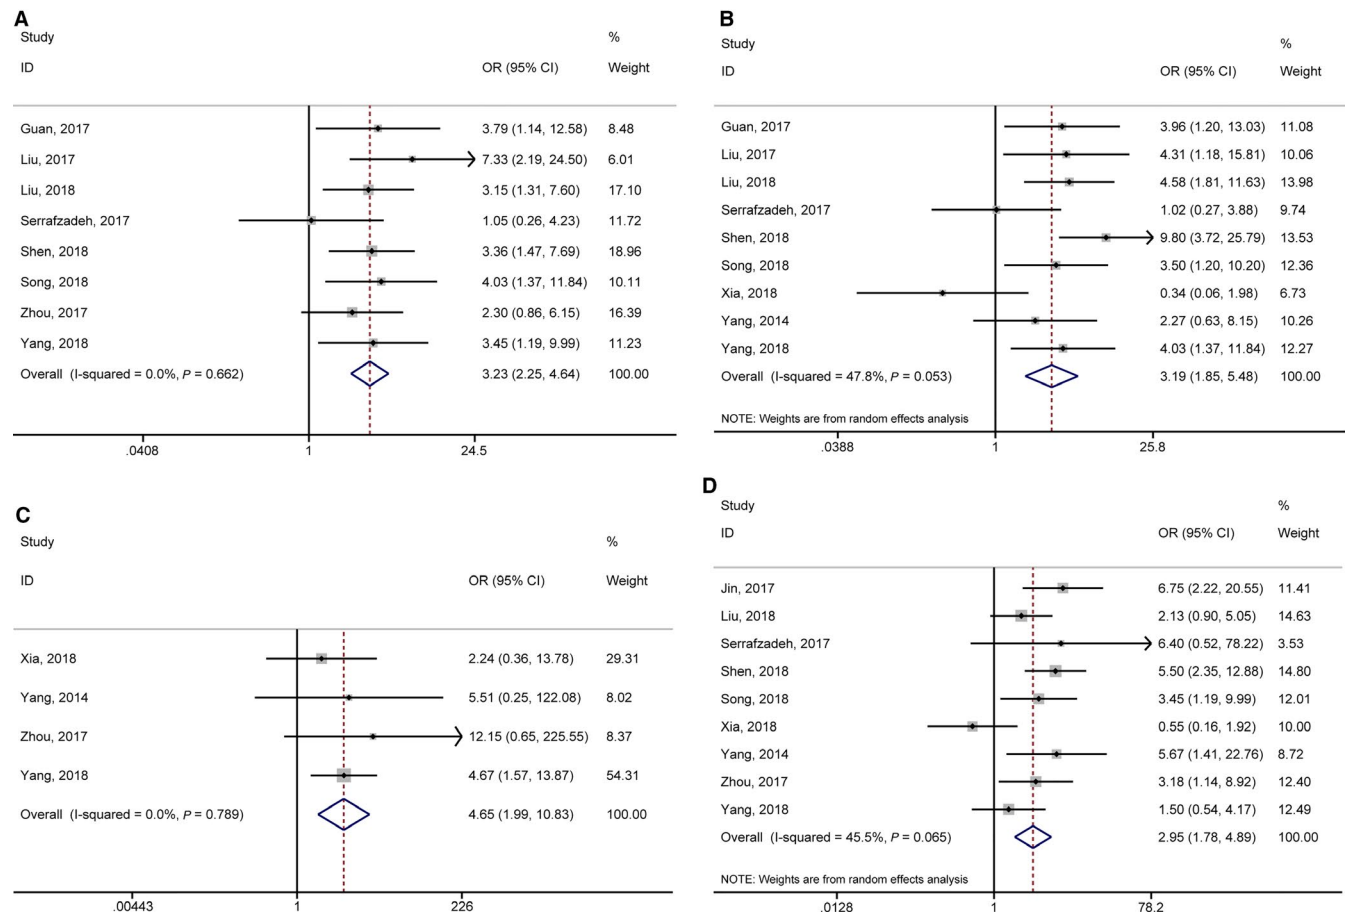 A
Study %
ID OR (95% CI) Weight
Guan, 2017 3.79 (1.14, 12.58) 8.48
Liu, 2017 7.33 (2.19, 24.50) 6.01
Liu, 2018 3.15 (1.31, 7.60) 17.10
Serrafzadeh, 2017 1.05 (0.26, 4.23) 11.72
Shen, 2018 3.36 (1.47, 7.69) 18.96
Song, 2018 4.03 (1.37, 11.84) 10.11
Zhou, 2017 2.30 (0.86, 6.15) 16.39
Yang, 2018 3.45 (1.19, 9.99) 11.23
Overall (I-squared = 0.0%, P = 0.662) 3.23 (2.25, 4.64) 100.00
.0408 1 24.5
B
Study %
ID OR (95% CI) Weight
Guan, 2017 3.96 (1.20, 13.03) 11.08
Liu, 2017 4.31 (1.18, 15.81) 10.06
Liu, 2018 4.58 (1.81, 11.63) 13.98
Serrafzadeh, 2017 1.02 (0.27, 3.88) 9.74
Shen, 2018 9.80 (3.72, 25.79) 13.53
Song, 2018 3.50 (1.20, 10.20) 12.36
Xia, 2018 0.34 (0.06, 1.98) 6.73
Yang, 2014 2.27 (0.63, 8.15) 10.26
Yang, 2018 4.03 (1.37, 11.84) 12.27
Overall (I-squared = 47.8%, P = 0.053) 3.19 (1.85, 5.48) 100.00
NOTE: Weights are from random effects analysis
.0388 1 25.8
C
Study %
ID OR (95% CI) Weight
Xia, 2018 2.24 (0.36, 13.78) 29.31
Yang, 2014 5.51 (0.25, 122.08) 8.02
Zhou, 2017 12.15 (0.65, 225.55) 8.37
Yang, 2018 4.67 (1.57, 13.87) 54.31
Overall (I-squared = 0.0%, P = 0.789) 4.65 (1.99, 10.83) 100.00
.00443 1 226
D
Study %
ID OR (95% CI) Weight
Jin, 2017 6.75 (2.22, 20.55) 11.41
Liu, 2018 2.13 (0.90, 5.05) 14.63
Serrafzadeh, 2017 6.40 (0.52, 78.22) 3.53
Shen, 2018 5.50 (2.35, 12.88) 14.80
Song, 2018 3.45 (1.19, 9.99) 12.01
Xia, 2018 0.55 (0.16, 1.92) 10.00
Yang, 2014 5.67 (1.41, 22.76) 8.72
Zhou, 2017 3.18 (1.14, 8.92) 12.40
Yang, 2018 1.50 (0.54, 4.17) 12.49
Overall (I-squared = 45.5%, P = 0.065) 2.95 (1.78, 4.89) 100.00
NOTE: Weights are from random effects analysis
.0128 1 78.2